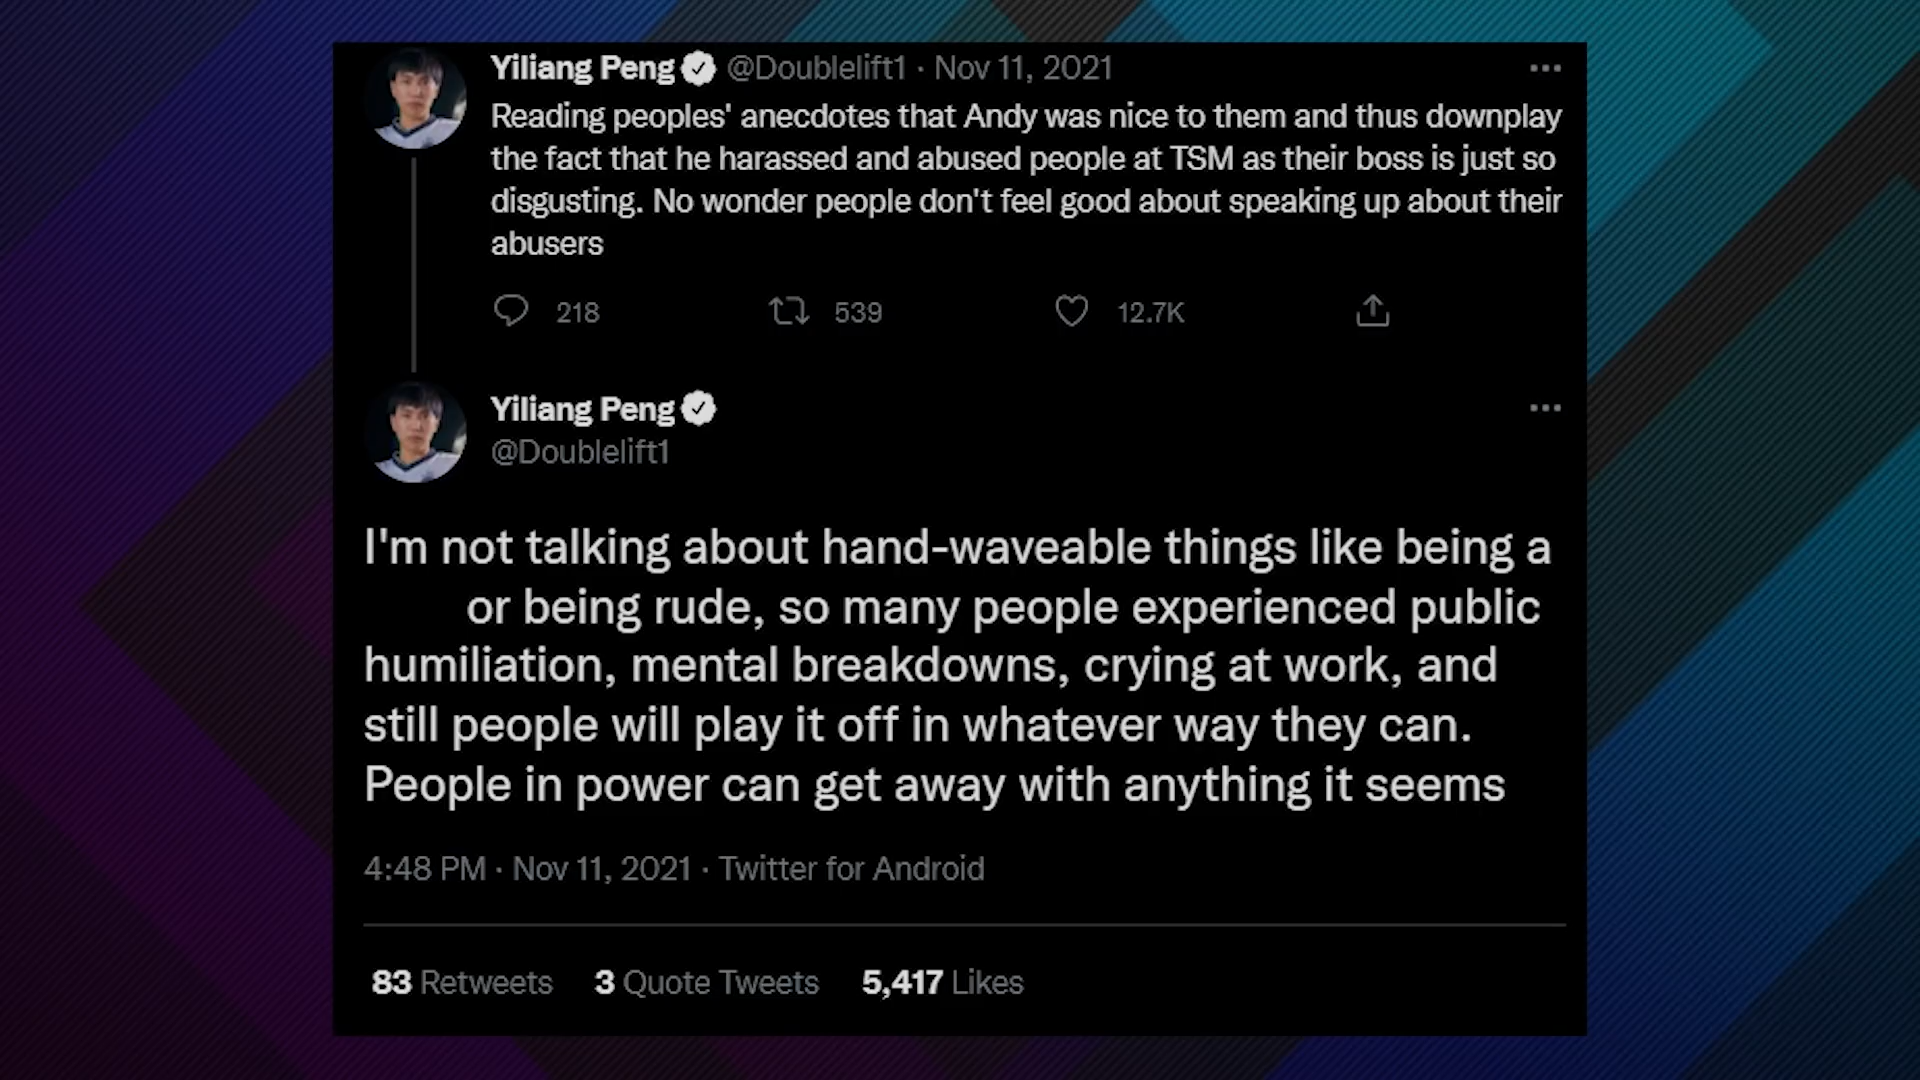 Yiliang Peng @Doublelift1 · Nov 11, 2021
Reading peoples' anecdotes that Andy was nice to them and thus downplay
the fact that he harassed and abused people at TSM as their boss is just so
disgusting. No wonder people don't feel good about speaking up about their
abusers
218 539 12.7K
Yiliang Peng
@Doublelift1
I'm not talking about hand-waveable things like being a
or being rude, so many people experienced public
humiliation, mental breakdowns, crying at work, and
still people will play it off in whatever way they can.
People in power can get away with anything it seems
4:48 PM · Nov 11, 2021 · Twitter for Android
83 Retweets 3 Quote Tweets 5,417 Likes